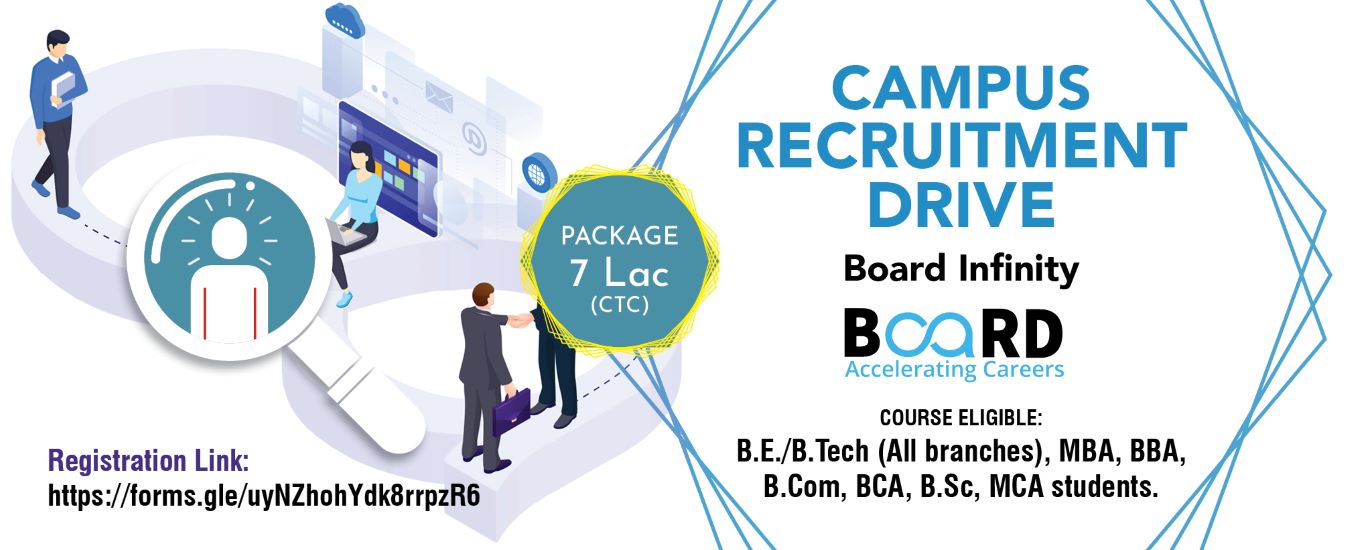 CAMPUS
RECRUITMENT
DRIVE
Board Infinity
BOARD
Accelerating Careers
PACKAGE
7 Lac
(CTC)
COURSE ELIGIBLE:
B.E./B.Tech (All branches), MBA, BBA,
B.Com, BCA, B.Sc, MCA students.
Registration Link:
https://forms.gle/uyNZhohYdk8rrpzR6